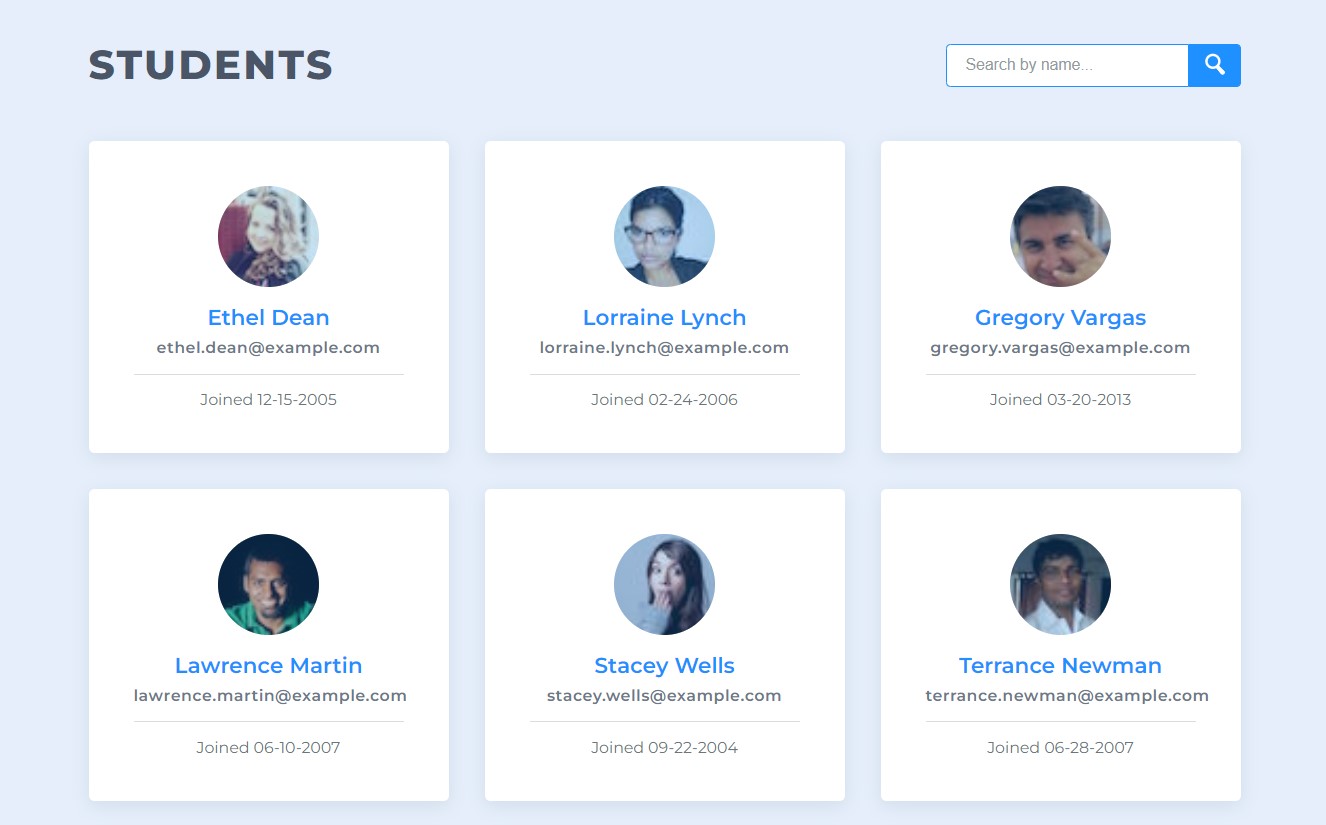 STUDENTS
Search by name...
Ethel Dean
ethel.dean@example.com
Joined 12-15-2005
Lorraine Lynch
lorraine.lynch@example.com
Joined 02-24-2006
Gregory Vargas
gregory.vargas@example.com
Joined 03-20-2013
Lawrence Martin
lawrence.martin@example.com
Joined 06-10-2007
Stacey Wells
stacey.wells@example.com
Joined 09-22-2004
Terrance Newman
terrance.newman@example.com
Joined 06-28-2007